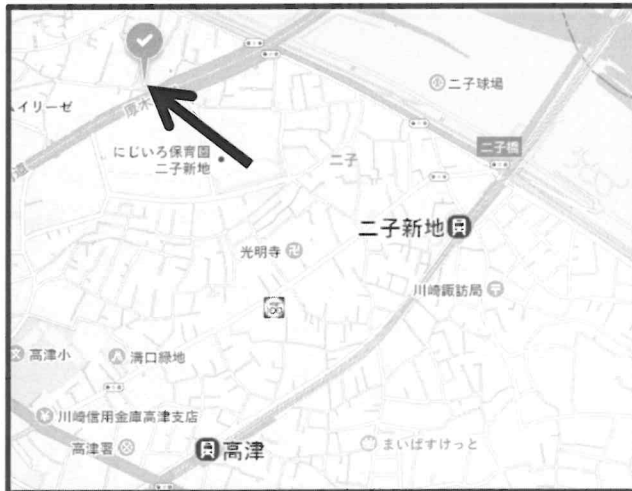 二子球場
イリーゼ
厚木
にじいろ保育園
二子新地
二子
二子橋
二子新地
光明寺
川崎諏訪局
高津小
溝口緑地
川崎信用金庫高津支店
高津署
高津
まいばすけっと